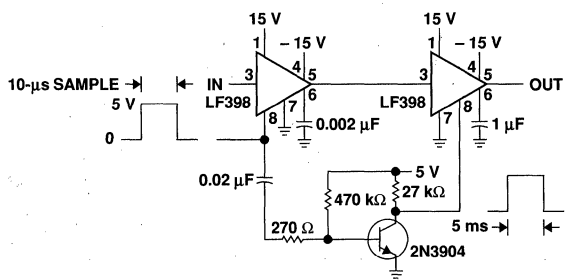 15 V
15 V
– 15 V
– 15 V
1
4
1
4
10-µs SAMPLE
IN
3
5
3
5
OUT
5 V
LF398
6
LF398
6
7
8
7
8
0
0.002 µF
1 µF
0.02 µF
5 V
470 kΩ
27 kΩ
270 Ω
5 ms
2N3904